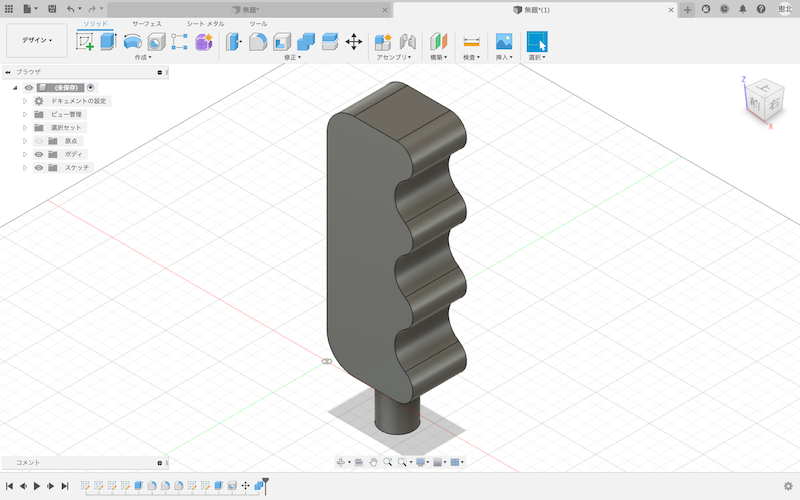 無題*
無題*(1)
樹北
デザイン
ソリッド サーフェス シート メタル ツール
作成 修正 アセンブリ 構築 検査 挿入 選択
ブラウザ
(未保存)
ドキュメントの設定
ビュー管理
選択セット
原点
ボディ
スケッチ
Z
上
前
右
X
コメント